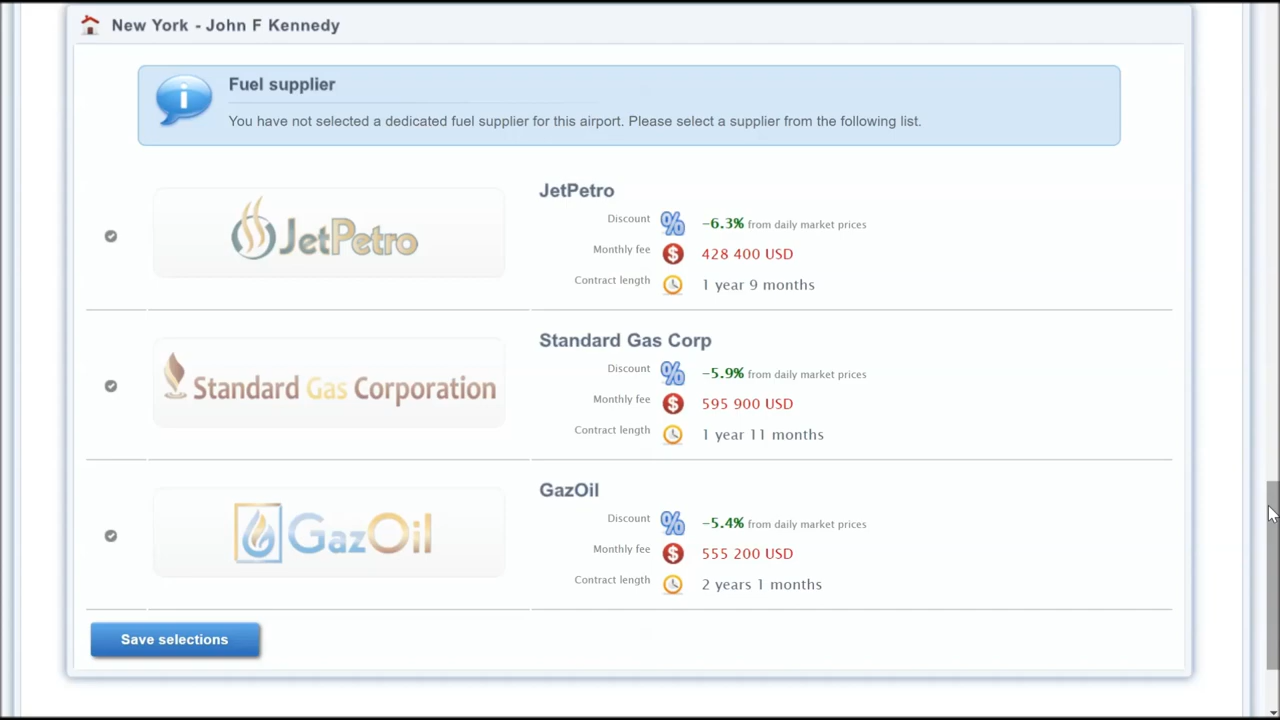 New York - John F Kennedy
Fuel supplier
You have not selected a dedicated fuel supplier for this airport. Please select a supplier from the following list.
JetPetro
JetPetro
Discount % -6.3% from daily market prices
Monthly fee $ 428 400 USD
Contract length 1 year 9 months
Standard Gas Corporation
Standard Gas Corp
Discount % -5.9% from daily market prices
Monthly fee $ 595 900 USD
Contract length 1 year 11 months
GazOil
GazOil
Discount % -5.4% from daily market prices
Monthly fee $ 555 200 USD
Contract length 2 years 1 months
Save selections